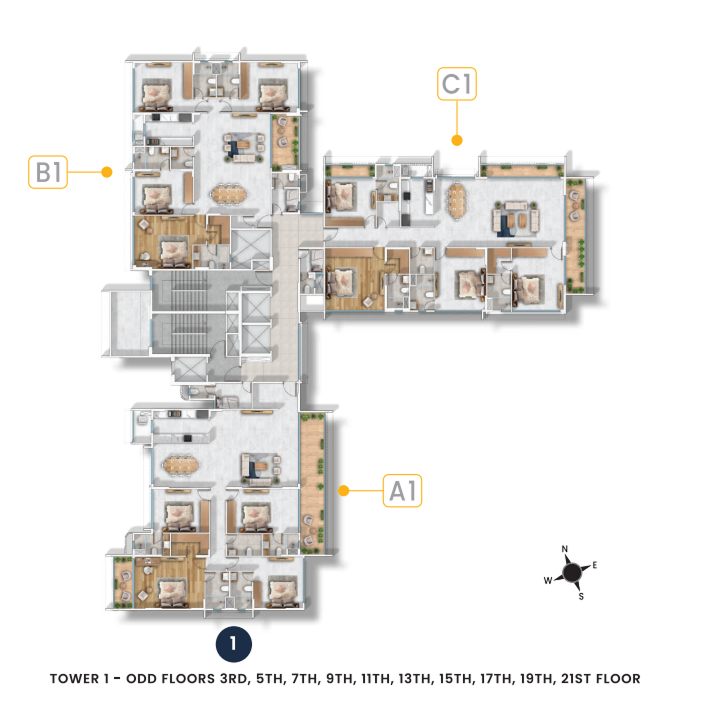 C1
B1
A1
N
E
W
S
1
TOWER 1 - ODD FLOORS 3RD, 5TH, 7TH, 9TH, 11TH, 13TH, 15TH, 17TH, 19TH, 21ST FLOOR